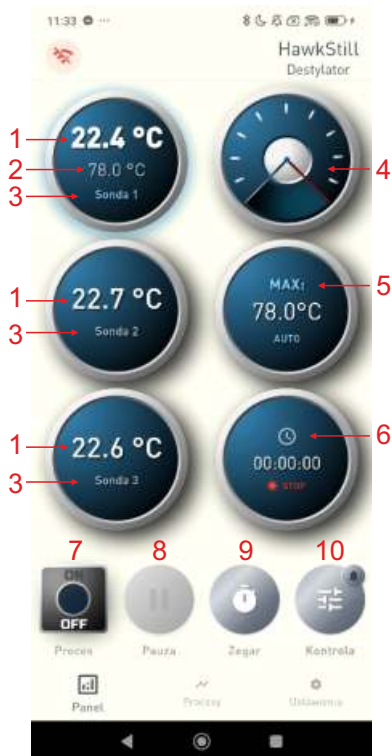 11:33
HawkStill
Destylator
1
22.4 °C
2
78.0 °C
3
Sonda 1
4
1
22.7 °C
3
Sonda 2
5
MAX:
78.0°C
AUTO
1
22.6 °C
3
Sonda 3
6
00:00:00
STOP
7
8
9
10
ON
OFF
Proces
Pauza
Zegar
Kontrola
Panel
Procesy
Ustawienia